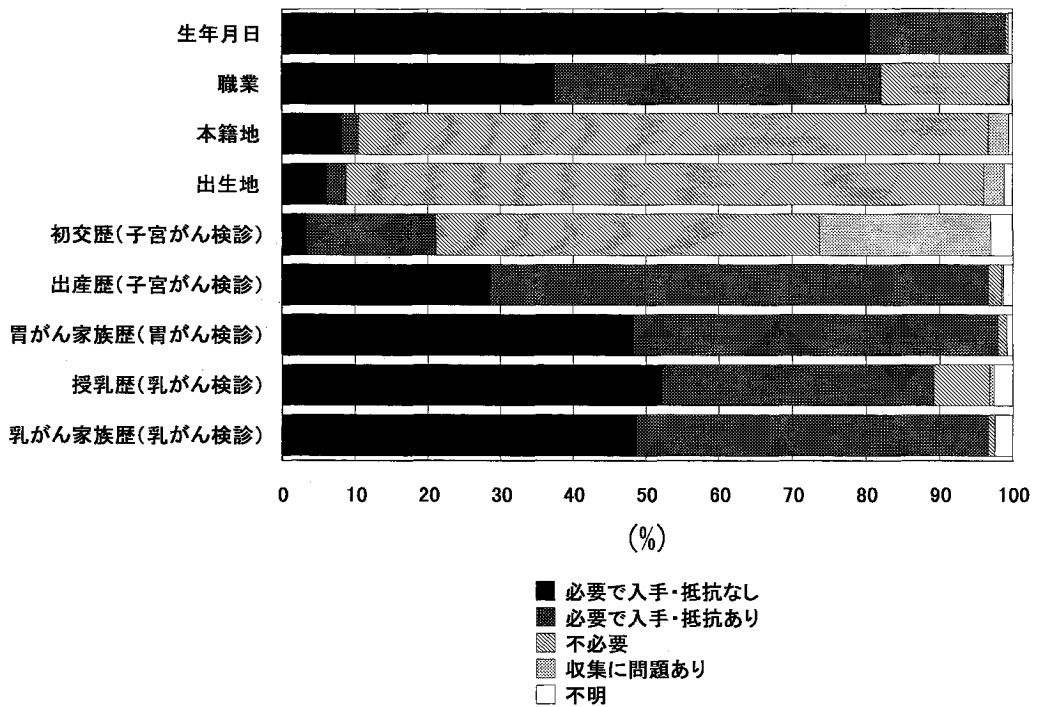 生年月日
職業
本籍地
出生地
初交歴(子宮がん検診)
出産歴(子宮がん検診)
胃がん家族歴(胃がん検診)
授乳歴(乳がん検診)
乳がん家族歴(乳がん検診)
0 10 20 30 40 50 60 70 80 90 100
(%)
必要で入手・抵抗なし
必要で入手・抵抗あり
不必要
収集に問題あり
不明